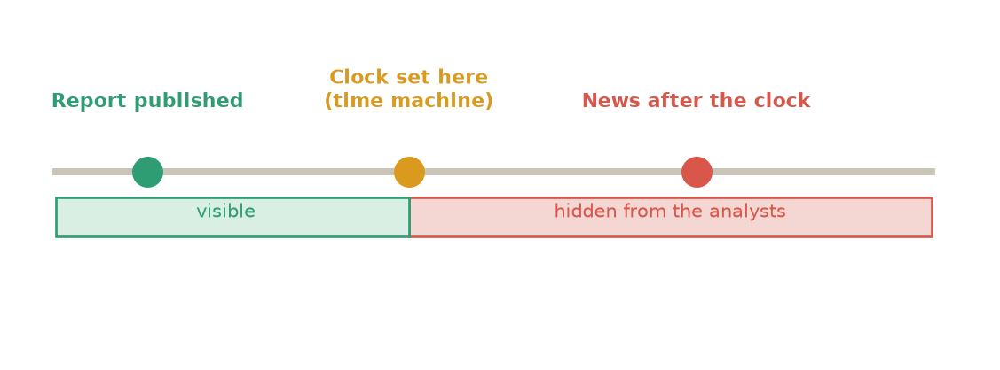 Report published
Clock set here
(time machine)
News after the clock
visible
hidden from the analysts